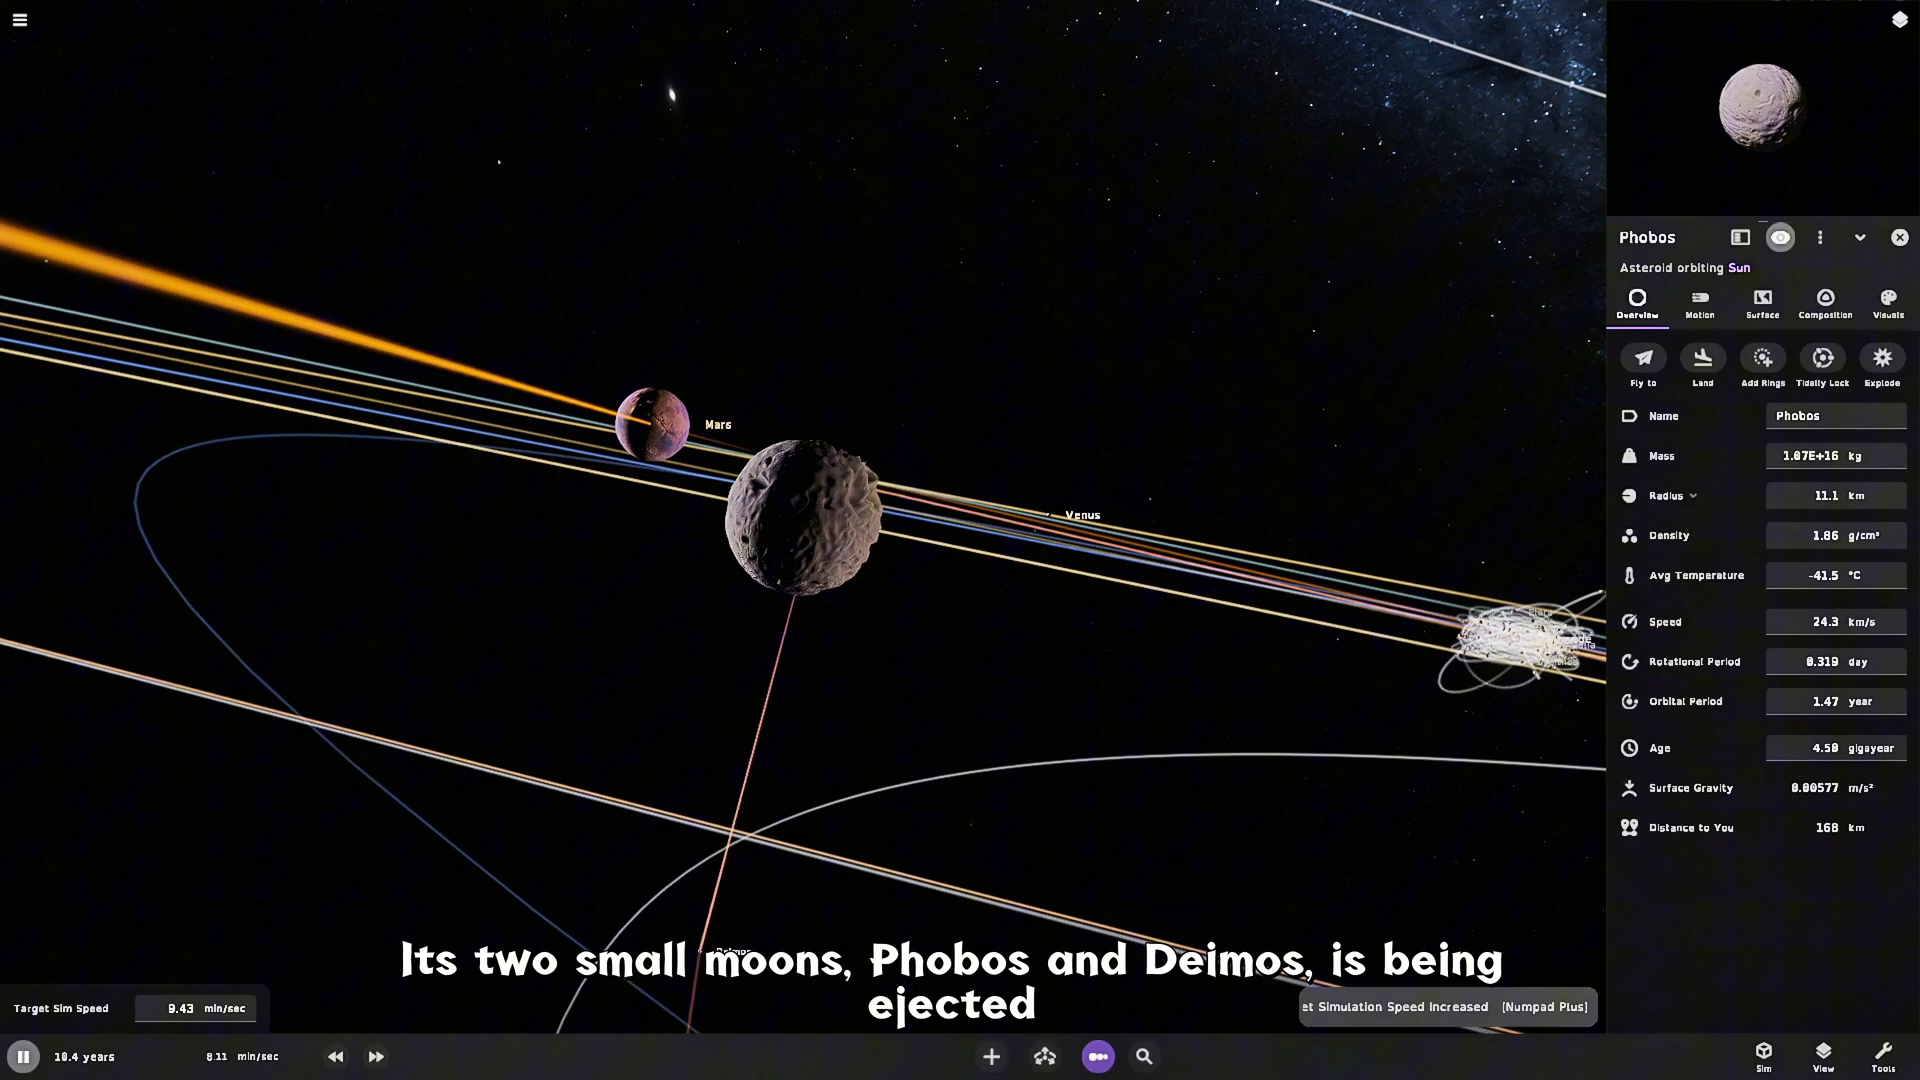 Phobos
Asteroid orbiting Sun
Overview Motion Surface Composition Visuals
Fly to Land Add Rings Tidally Lock Explode
Name Phobos
Mass 1.07E+16 kg
Radius 11.1 km
Density 1.86 g/cm³
Avg Temperature -41.5 °C
Speed 24.3 km/s
Rotational Period 0.319 day
Orbital Period 1.47 year
Age 4.50 gigayear
Surface Gravity 0.00577 m/s²
Distance to You 168 km
Mars
Venus
Deimos
Its two small moons, Phobos and Deimos, is being
ejected
et Simulation Speed Increased [Numpad Plus]
Target Sim Speed 9.43 min/sec
10.4 years 8.11 min/sec
Sim View Tools